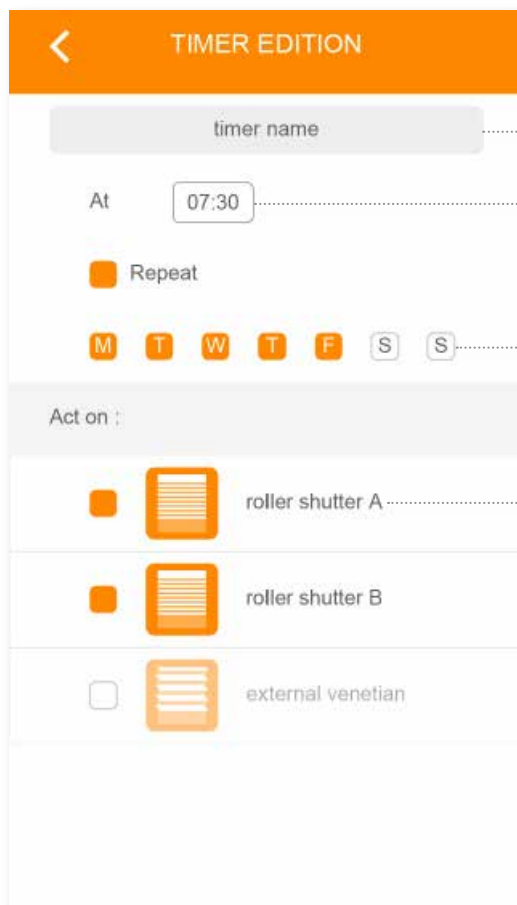 TIMER EDITION
timer name
At 07:30
Repeat
M T W T F S S
Act on :
roller shutter A
roller shutter B
external venetian